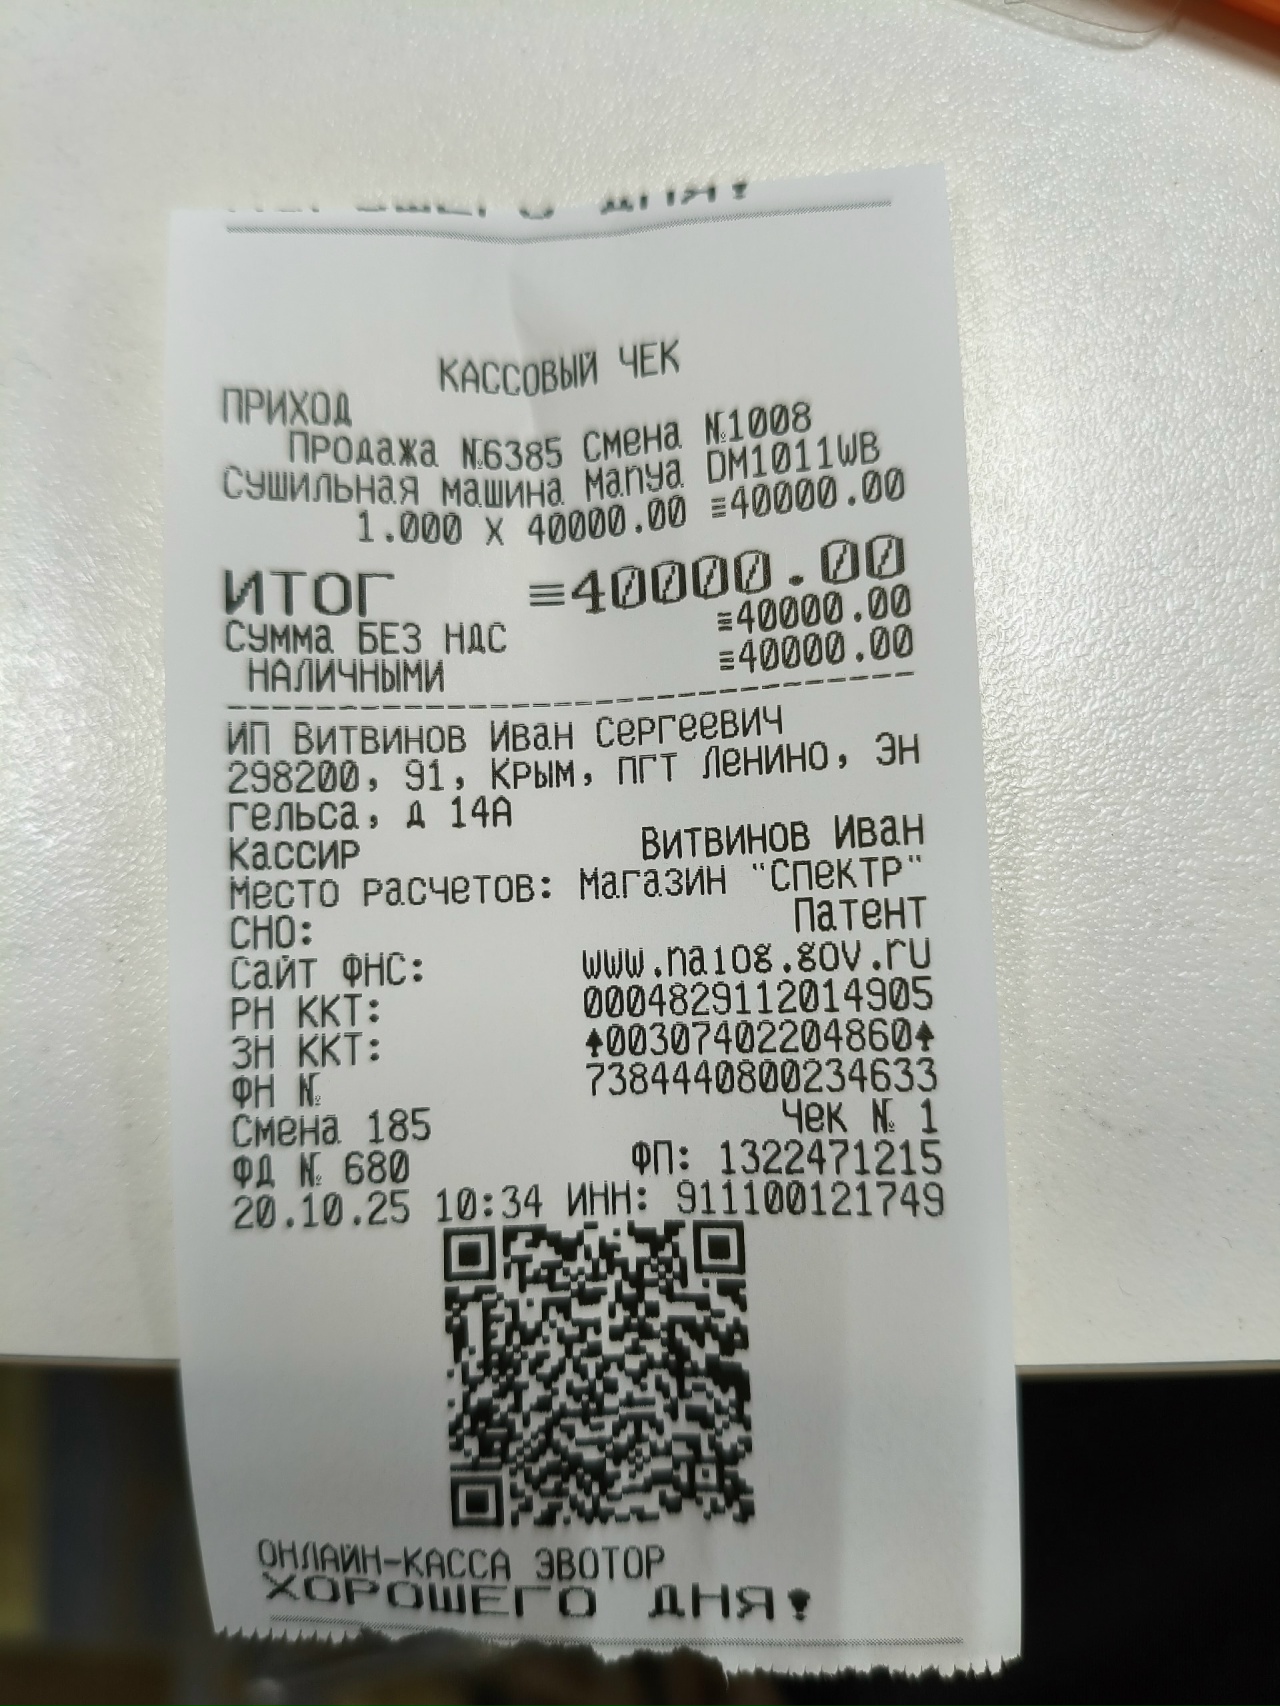 ДНЯ!
КАССОВЫЙ ЧЕК
ПРИХОД
Продажа №6385 Смена №1008
Сушильная машина Manya DM1011WB
1.000 X 40000.00 ≡40000.00
ИТОГ ≡40000.00
Сумма БЕЗ НДС ≡40000.00
НАЛИЧНЫМИ ≡40000.00
ИП Витвинов Иван Сергеевич
298200, 91, Крым, пгт Ленино, Эн
гельса, д 14А
Кассир Витвинов Иван
Место расчетов: Магазин "Спектр"
СНО: Патент
Сайт ФНС: www.nalog.gov.ru
РН ККТ: 0004829112014905
ЗН ККТ: 00307402204860
ФН № 7384440800234633
Смена 185 Чек № 1
ФД № 680 ФП: 1322471215
20.10.25 10:34 ИНН: 911100121749
ОНЛАЙН-КАССА ЭВОТОР
ХОРОШЕГО ДНЯ!